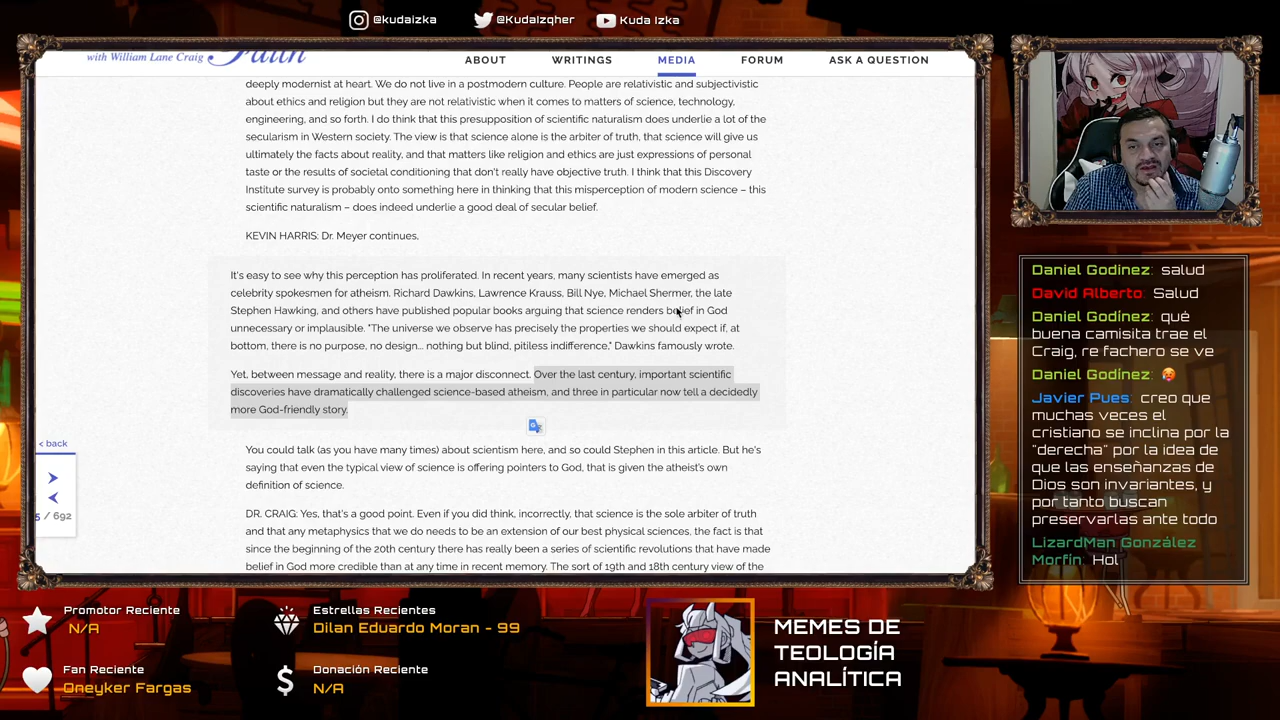 @kudaizka
@KudaIzqher
Kuda Izka
with William Lane Craig
Faith
ABOUT
WRITINGS
MEDIA
FORUM
ASK A QUESTION
deeply modernist at heart. We do not live in a postmodern culture. People are relativistic and subjectivistic
about ethics and religion but they are not relativistic when it comes to matters of science, technology,
engineering, and so forth. I do think that this presupposition of scientific naturalism does underlie a lot of the
secularism in Western society. The view is that science alone is the arbiter of truth, that science will give us
ultimately the facts about reality, and that matters like religion and ethics are just expressions of personal
taste or the results of societal conditioning that don't really have objective truth. I think that this Discovery
Institute survey is probably onto something here in thinking that this misperception of modern science – this
scientific naturalism – does indeed underlie a good deal of secular belief.
KEVIN HARRIS: Dr. Meyer continues,
It's easy to see why this perception has proliferated. In recent years, many scientists have emerged as
celebrity spokesmen for atheism. Richard Dawkins, Lawrence Krauss, Bill Nye, Michael Shermer, the late
Stephen Hawking, and others have published popular books arguing that science renders belief in God
unnecessary or implausible. "The universe we observe has precisely the properties we should expect if, at
bottom, there is no purpose, no design... nothing but blind, pitiless indifference," Dawkins famously wrote.
Yet, between message and reality, there is a major disconnect. Over the last century, important scientific
discoveries have dramatically challenged science-based atheism, and three in particular now tell a decidedly
more God-friendly story.
You could talk (as you have many times) about scientism here, and so could Stephen in this article. But he's
saying that even the typical view of science is offering pointers to God, that is given the atheist's own
definition of science.
DR. CRAIG: Yes, that's a good point. Even if you did think, incorrectly, that science is the sole arbiter of truth
and that any metaphysics that we do needs to be an extension of our best physical sciences, the fact is that
since the beginning of the 20th century there has really been a series of scientific revolutions that have made
belief in God more credible than at any time in recent memory. The sort of 19th and 18th century view of the
< back
5 / 692
Daniel Godínez: salud
David Alberto: Salud
Daniel Godínez: qué
buena camisita trae el
Craig, re fachero se ve
Daniel Godínez: 🥵
Javier Pues: creo que
muchas veces el
cristiano se inclina por la
"derecha" por la idea de
que las enseñanzas de
Dios son invariantes, y
por tanto buscan
preservarlas ante todo
LizardMan González
Morfín: Hol
Promotor Reciente
N/A
Estrellas Recientes
Dilan Eduardo Moran - 99
Fan Reciente
Oneyker Fargas
Donación Reciente
N/A
MEMES DE
TEOLOGÍA
ANALÍTICA